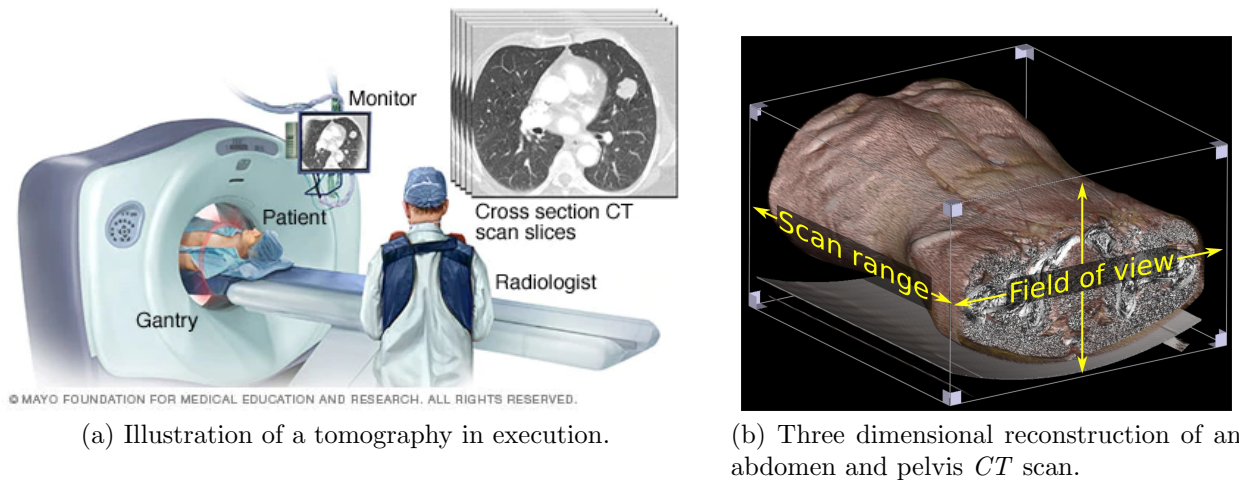 Monitor
Patient
Cross section CT
scan slices
Radiologist
Gantry
© MAYO FOUNDATION FOR MEDICAL EDUCATION AND RESEARCH. ALL RIGHTS RESERVED.
(a) Illustration of a tomography in execution.
Scan range
Field of view
(b) Three dimensional reconstruction of an
abdomen and pelvis CT scan.